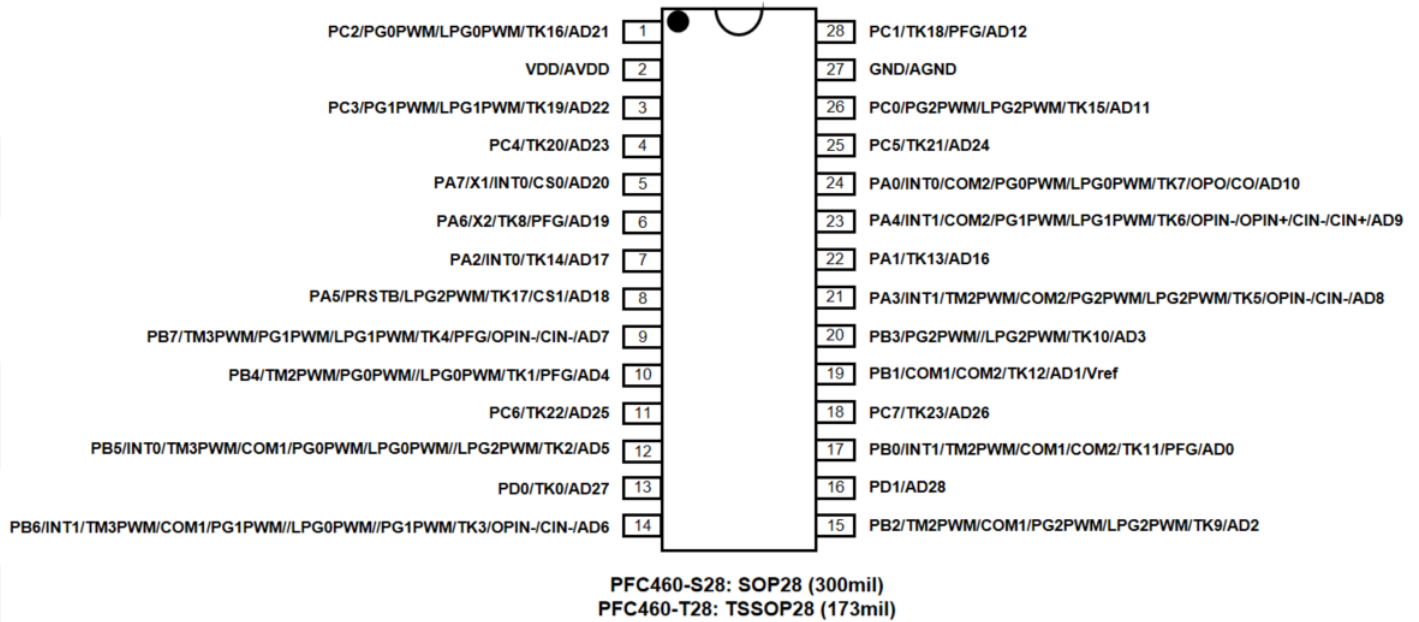 PC2/PG0PWM/LPG0PWM/TK16/AD21 1 28 PC1/TK18/PFG/AD12
VDD/AVDD 2 27 GND/AGND
PC3/PG1PWM/LPG1PWM/TK19/AD22 3 26 PC0/PG2PWM/LPG2PWM/TK15/AD11
PC4/TK20/AD23 4 25 PC5/TK21/AD24
PA7/X1/INT0/CS0/AD20 5 24 PA0/INT0/COM2/PG0PWM/LPG0PWM/TK7/OPO/CO/AD10
PA6/X2/TK8/PFG/AD19 6 23 PA4/INT1/COM2/PG1PWM/LPG1PWM/TK6/OPIN-/OPIN+/CIN-/CIN+/AD9
PA2/INT0/TK14/AD17 7 22 PA1/TK13/AD16
PA5/PRSTB/LPG2PWM/TK17/CS1/AD18 8 21 PA3/INT1/TM2PWM/COM2/PG2PWM/LPG2PWM/TK5/OPIN-/CIN-/AD8
PB7/TM3PWM/PG1PWM/LPG1PWM/TK4/PFG/OPIN-/CIN-/AD7 9 20 PB3/PG2PWM//LPG2PWM/TK10/AD3
PB4/TM2PWM/PG0PWM//LPG0PWM/TK1/PFG/AD4 10 19 PB1/COM1/COM2/TK12/AD1/Vref
PC6/TK22/AD25 11 18 PC7/TK23/AD26
PB5/INT0/TM3PWM/COM1/PG0PWM/LPG0PWM//LPG2PWM/TK2/AD5 12 17 PB0/INT1/TM2PWM/COM1/COM2/TK11/PFG/AD0
PD0/TK0/AD27 13 16 PD1/AD28
PB6/INT1/TM3PWM/COM1/PG1PWM//LPG0PWM//PG1PWM/TK3/OPIN-/CIN-/AD6 14 15 PB2/TM2PWM/COM1/PG2PWM/LPG2PWM/TK9/AD2
PFC460-S28: SOP28 (300mil)
PFC460-T28: TSSOP28 (173mil)